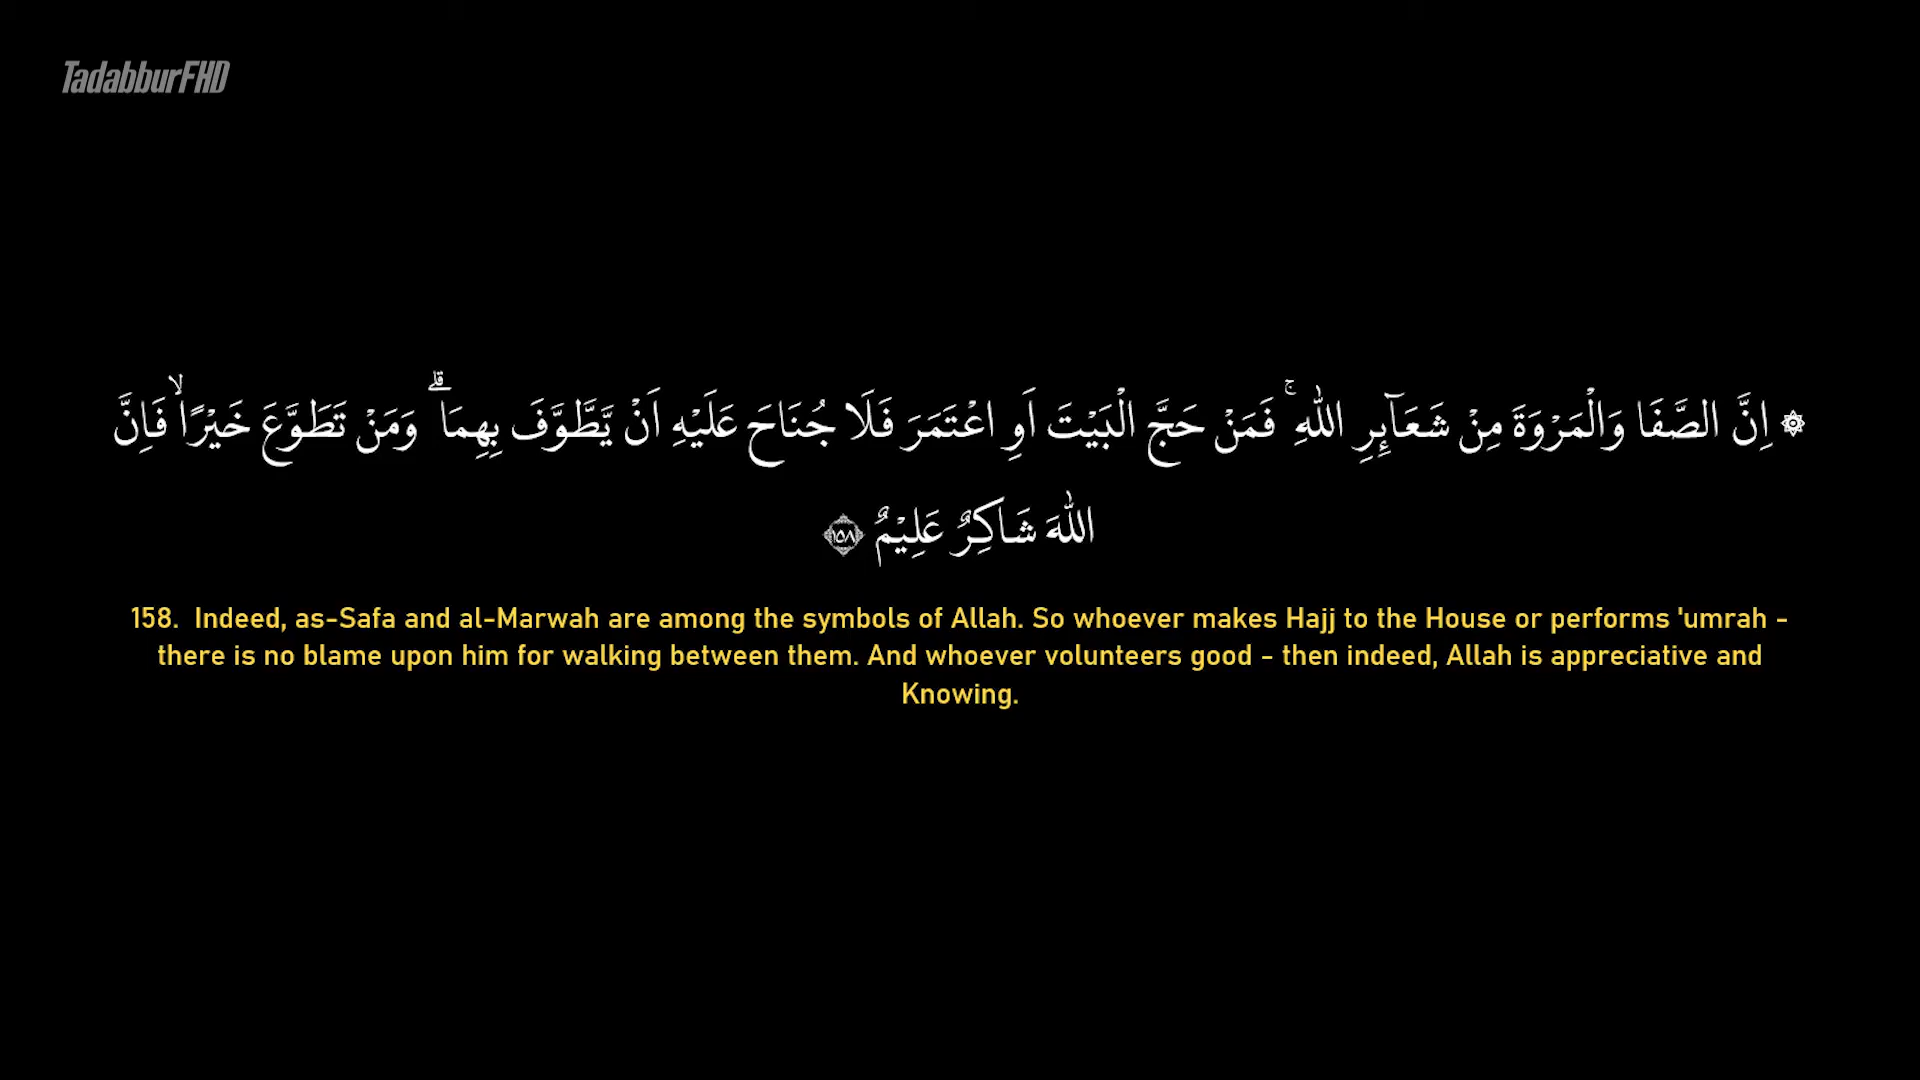 TadabburFHD
۞ اِنَّ الصَّفَا وَالْمَرْوَةَ مِنْ شَعَآىِٕرِ اللّٰهِ ۚ فَمَنْ حَجَّ الْبَيْتَ اَوِ اعْتَمَرَ فَلَا جُنَاحَ عَلَيْهِ اَنْ يَّطَّوَّفَ بِهِمَا ۗ وَمَنْ تَطَوَّعَ خَيْرًاۙ فَاِنَّ
اللّٰهَ شَاكِرٌ عَلِيْمٌ ١٥٨
158. Indeed, as-Safa and al-Marwah are among the symbols of Allah. So whoever makes Hajj to the House or performs 'umrah -
there is no blame upon him for walking between them. And whoever volunteers good - then indeed, Allah is appreciative and
Knowing.